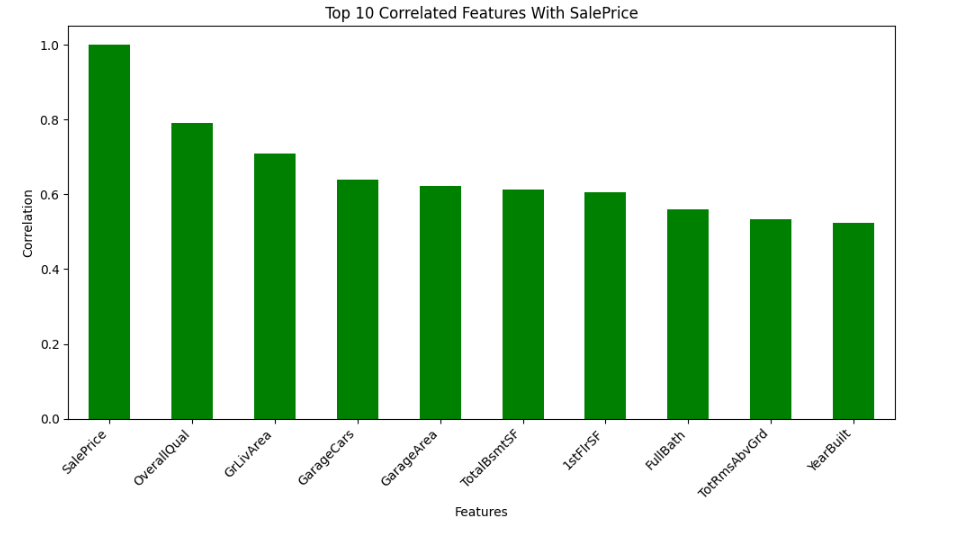 Top 10 Correlated Features With SalePrice
1.0
0.8
0.6
0.4
0.2
0.0
Correlation
SalePrice
OverallQual
GrLivArea
GarageCars
GarageArea
TotalBsmtSF
1stFlrSF
FullBath
TotRmsAbvGrd
YearBuilt
Features